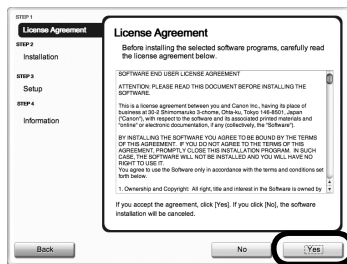 STEP 1
License Agreement
STEP 2
Installation
STEP 3
Setup
STEP 4
Information
License Agreement
Before installing the selected software programs, carefully read
the license agreement below.
SOFTWARE END USER LICENSE AGREEMENT
ATTENTION: PLEASE READ THIS DOCUMENT BEFORE INSTALLING THE
SOFTWARE.
This is a license agreement between you and Canon Inc., having its place of
business at 30-2 Shimomaruko 3-chome, Ohta-ku, Tokyo 146-8501, Japan
("Canon"), with respect to the software and its associated printed materials and
"online" or electronic documentation, if any (collectively, the "Software").
BY INSTALLING THE SOFTWARE YOU AGREE TO BE BOUND BY THE TERMS
OF THIS AGREEMENT. IF YOU DO NOT AGREE TO THE TERMS OF THIS
AGREEMENT, PROMPTLY CLOSE THIS INSTALLATION PROGRAM. IN SUCH
CASE, THE SOFTWARE WILL NOT BE INSTALLED AND YOU WILL HAVE NO
RIGHT TO USE IT.
You agree to use the Software only in accordance with the terms and conditions set
forth below.
1. Ownership and Copyright: All right, title and interest in the Software is owned by
If you accept the agreement, click [Yes]. If you click [No], the software
installation will be canceled.
Back
No
Yes